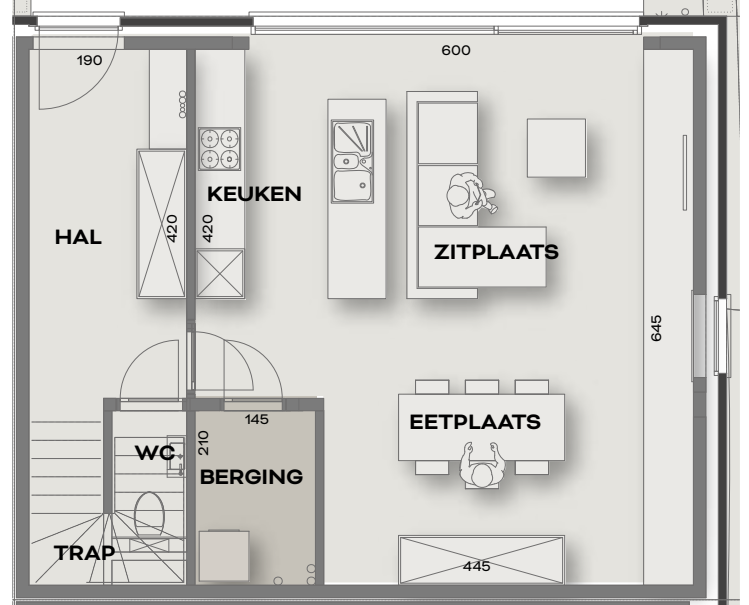 190
600
KEUKEN
HAL
420
420
ZITPLAATS
645
145
EETPLAATS
210
WC
BERGING
TRAP
445